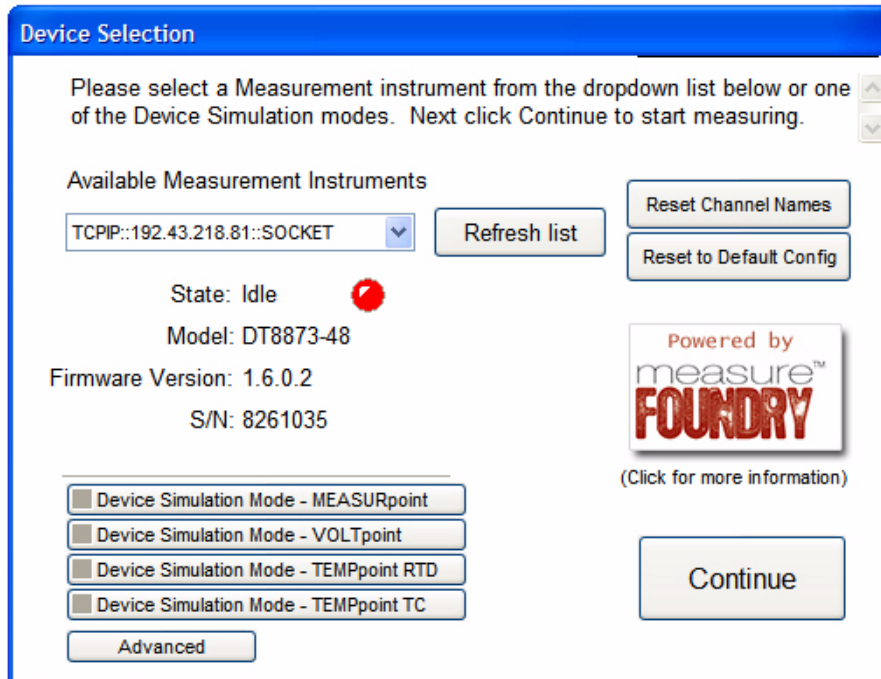 Device Selection
Please select a Measurement instrument from the dropdown list below or one
of the Device Simulation modes.  Next click Continue to start measuring.
Available Measurement Instruments
TCPIP::192.43.218.81::SOCKET
Refresh list
Reset Channel Names
Reset to Default Config
State: Idle
Model: DT8873-48
Firmware Version: 1.6.0.2
S/N: 8261035
Powered by
measure™
FOUNDRY
(Click for more information)
Device Simulation Mode - MEASURpoint
Device Simulation Mode - VOLTpoint
Device Simulation Mode - TEMPpoint RTD
Device Simulation Mode - TEMPpoint TC
Advanced
Continue